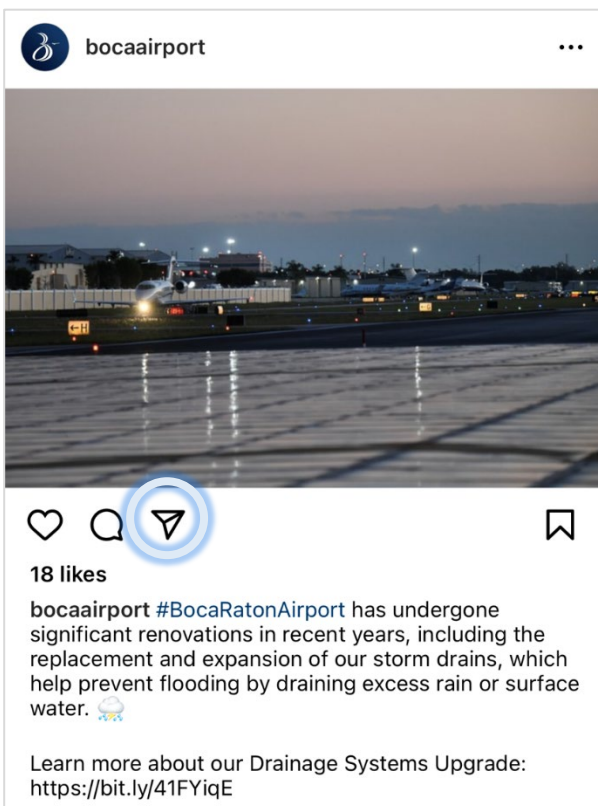 bocaairport
←H
18 likes
bocaairport #BocaRatonAirport has undergone
significant renovations in recent years, including the
replacement and expansion of our storm drains, which
help prevent flooding by draining excess rain or surface
water. ⛈️
Learn more about our Drainage Systems Upgrade:
https://bit.ly/41FYiqE